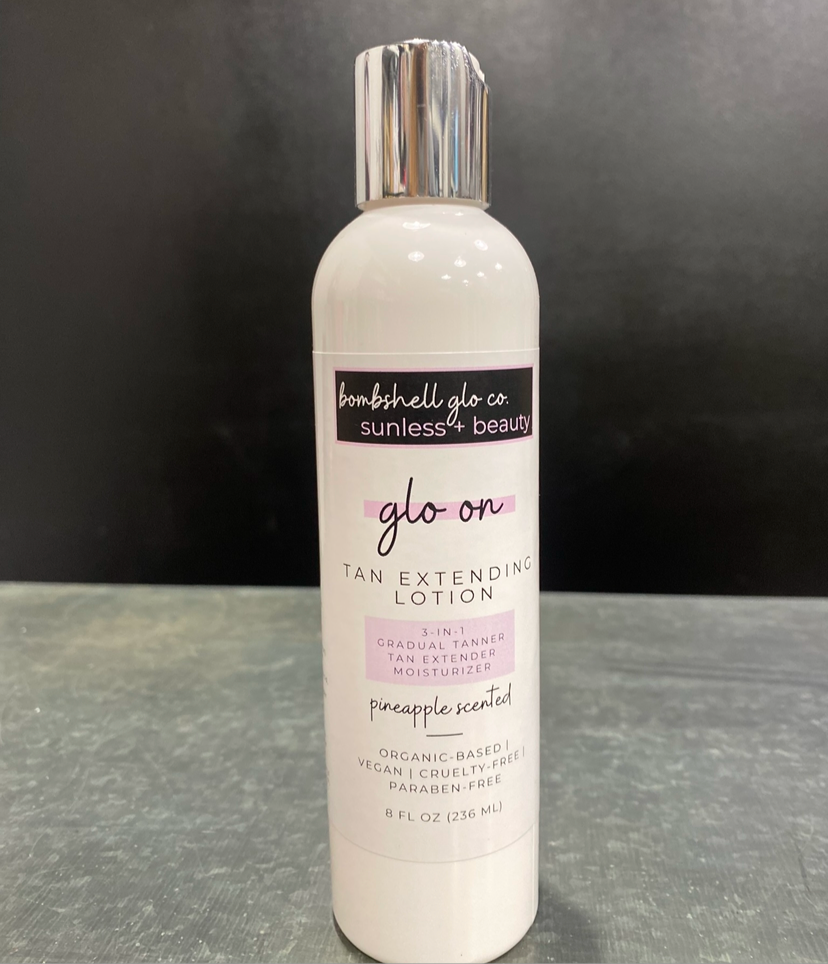 bombshell glo co.
sunless + beauty
glo on
TAN EXTENDING
LOTION
3-IN-1
GRADUAL TANNER
TAN EXTENDER
MOISTURIZER
pineapple scented
ORGANIC-BASED |
VEGAN | CRUELTY-FREE |
PARABEN-FREE
8 FL OZ (236 ML)